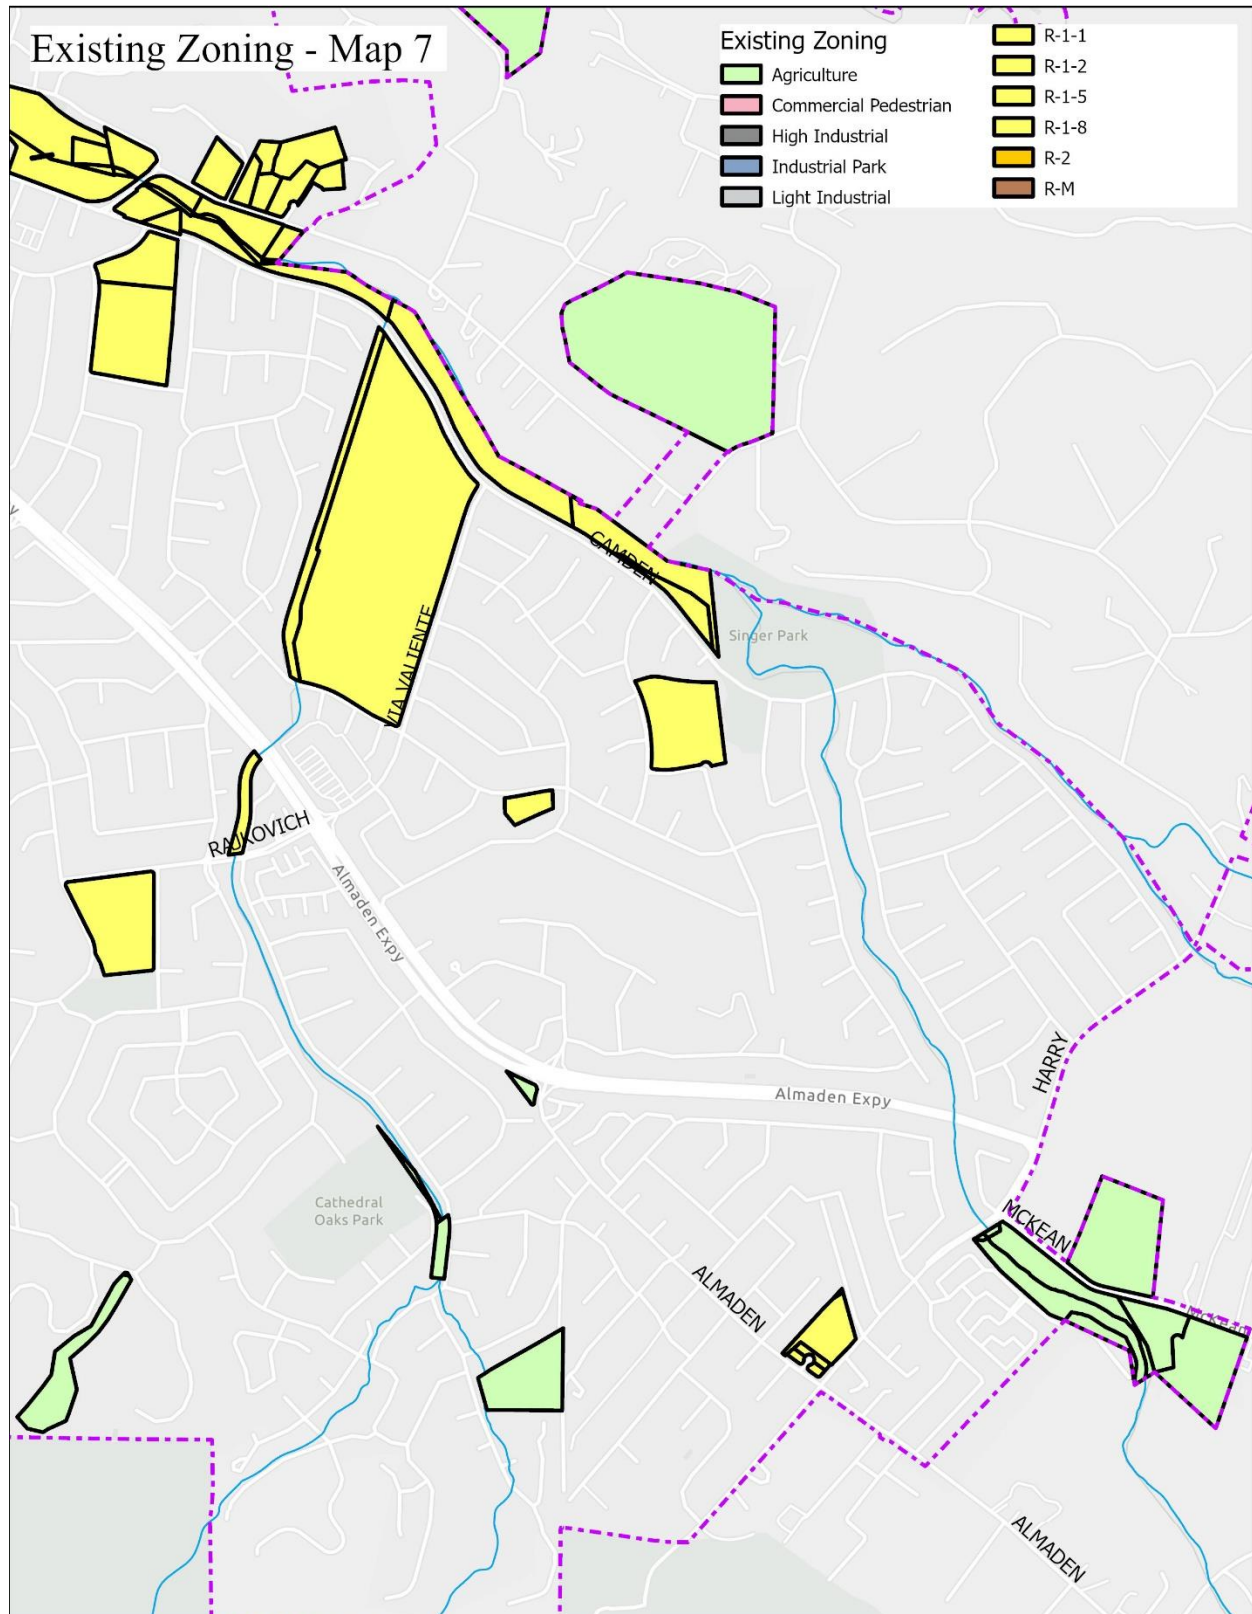 Existing Zoning - Map 7
Existing Zoning
Agriculture
Commercial Pedestrian
High Industrial
Industrial Park
Light Industrial
R-1-1
R-1-2
R-1-5
R-1-8
R-2
R-M
y
CAMDEN
VIA VALIENTE
Singer Park
RAJKOVICH
Almaden Expy
HARRY
Almaden Expy
Cathedral
Oaks Park
MCKEAN
McKean
ALMADEN
ALMADEN